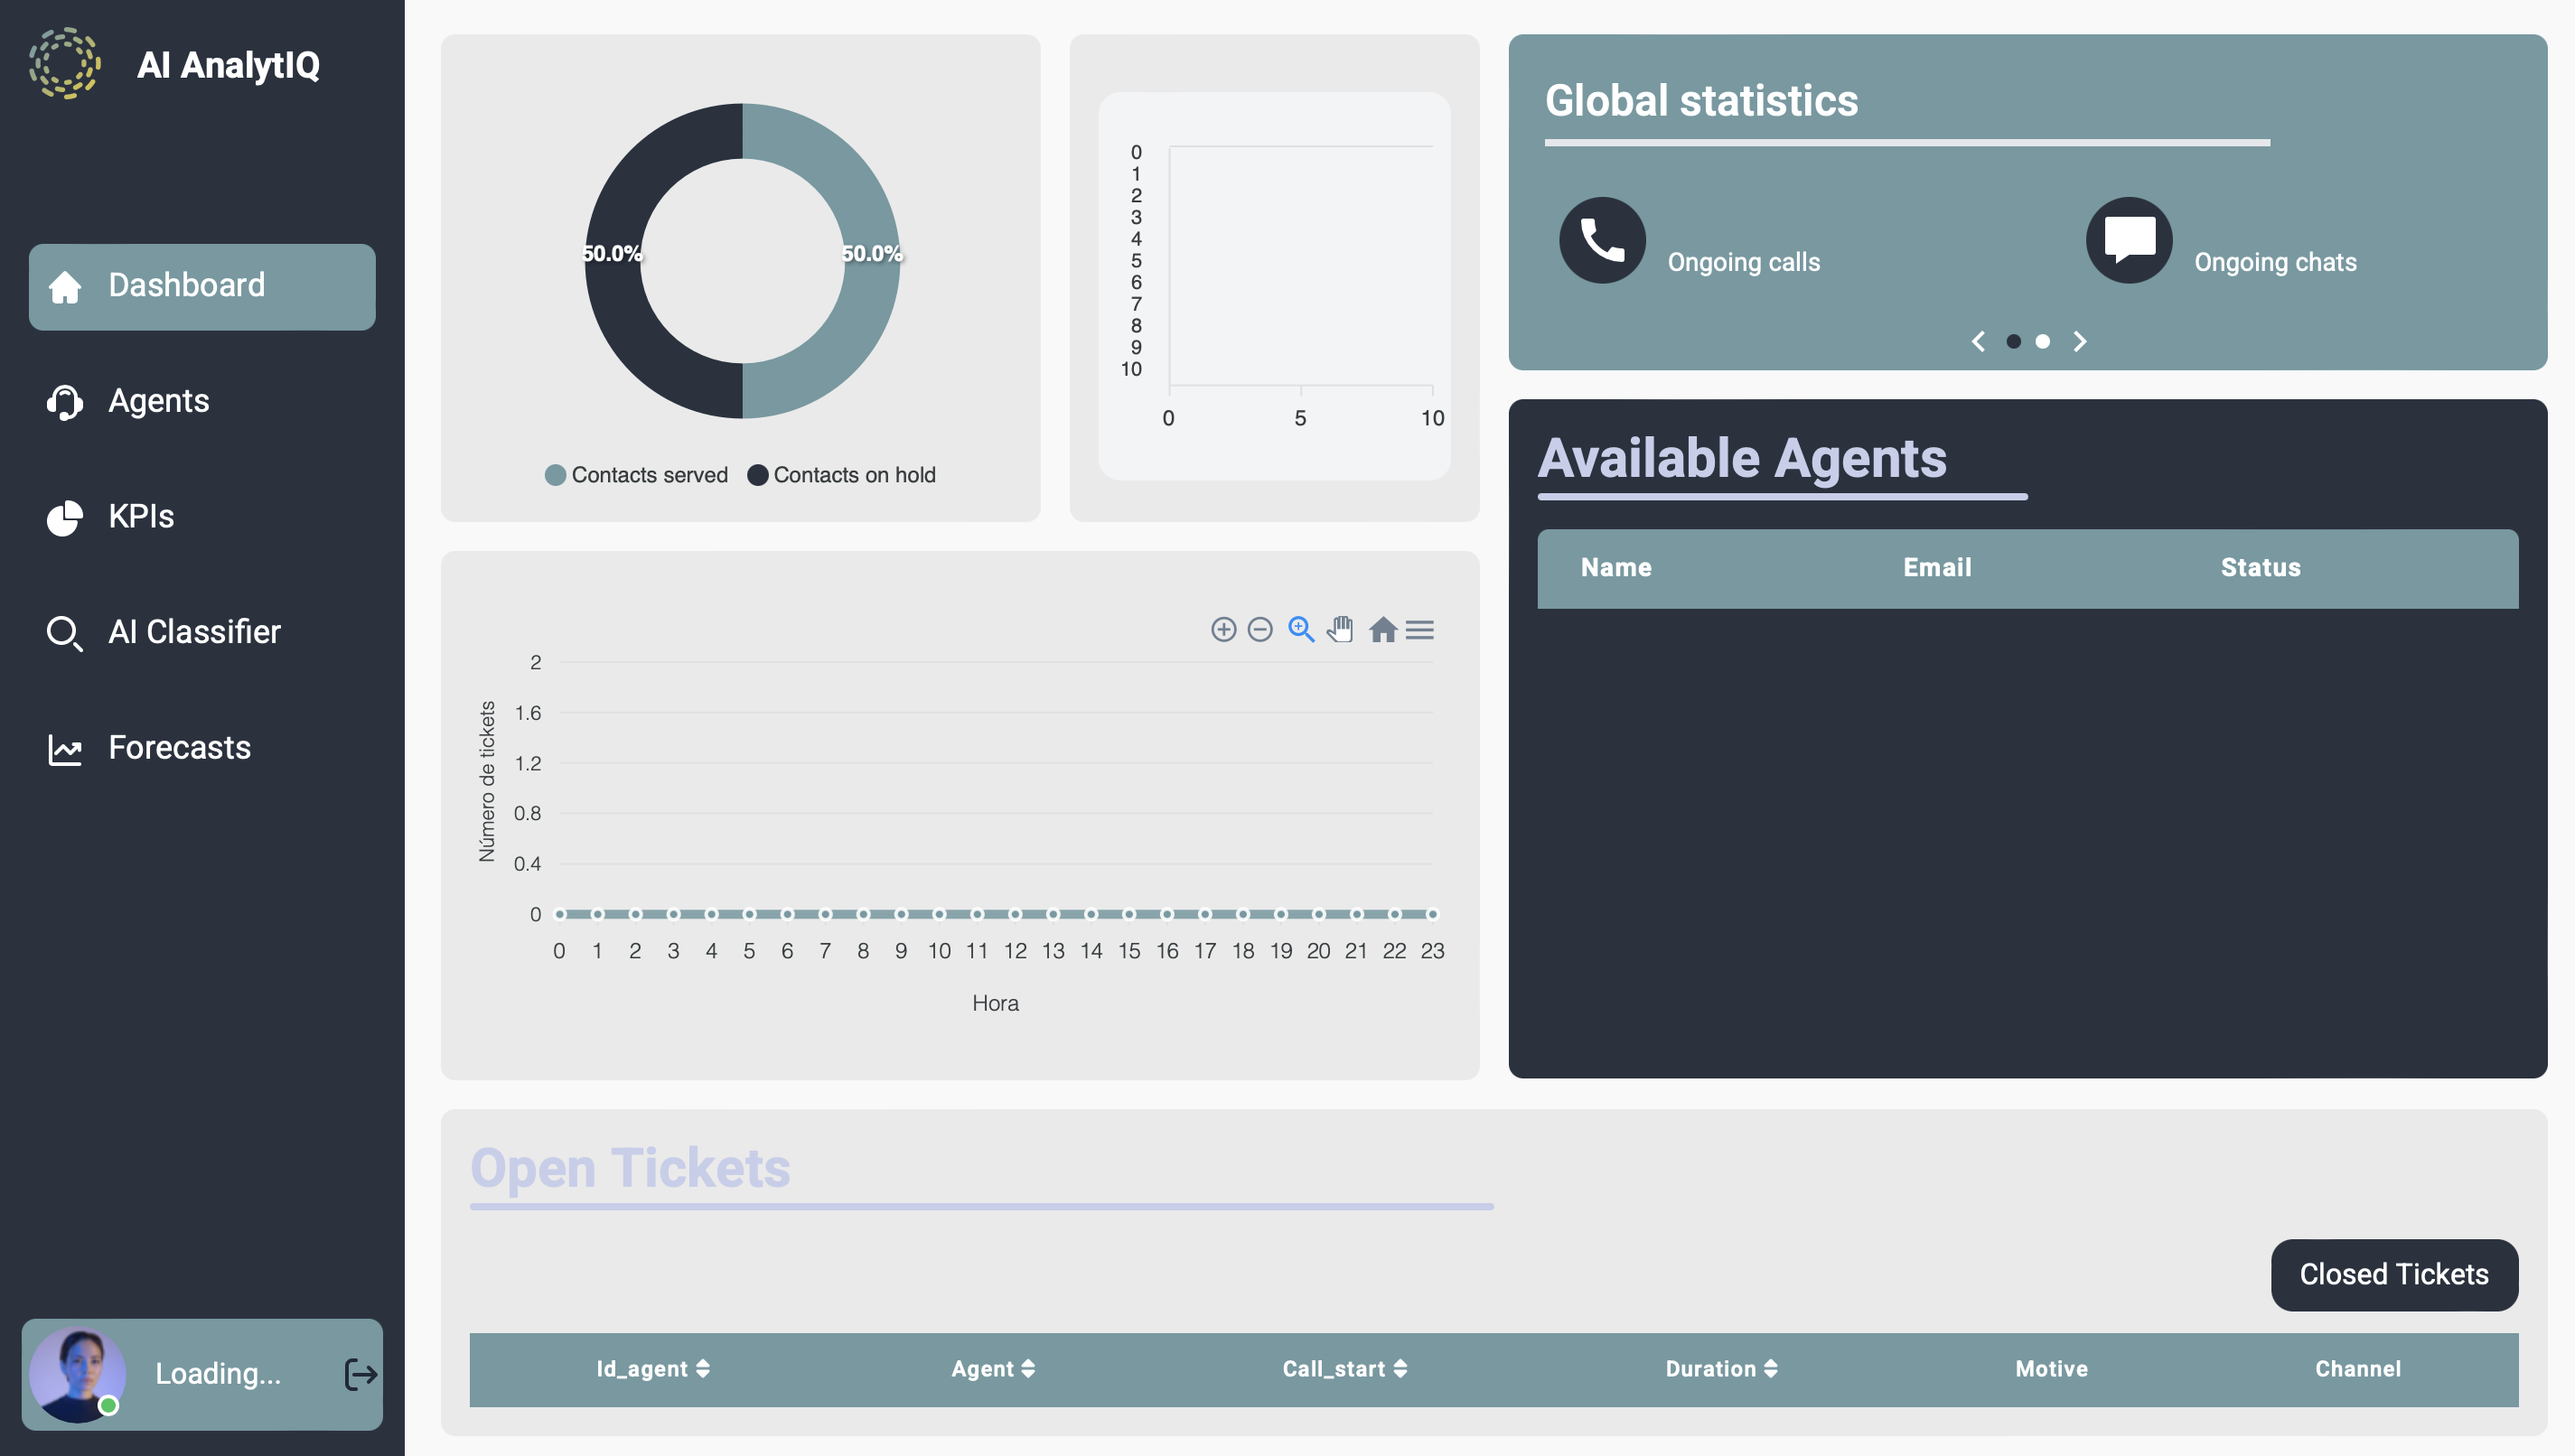 AI AnalytIQ
Dashboard
Agents
KPIs
AI Classifier
Forecasts
Loading...
50.0%
50.0%
Contacts served
Contacts on hold
0
1
2
3
4
5
6
7
8
9
10
0 5 10
Global statistics
Ongoing calls
Ongoing chats
Available Agents
Name Email Status
Número de tickets
2
1.6
1.2
0.8
0.4
0
0 1 2 3 4 5 6 7 8 9 10 11 12 13 14 15 16 17 18 19 20 21 22 23
Hora
Open Tickets
Closed Tickets
Id_agent Agent Call_start Duration Motive Channel